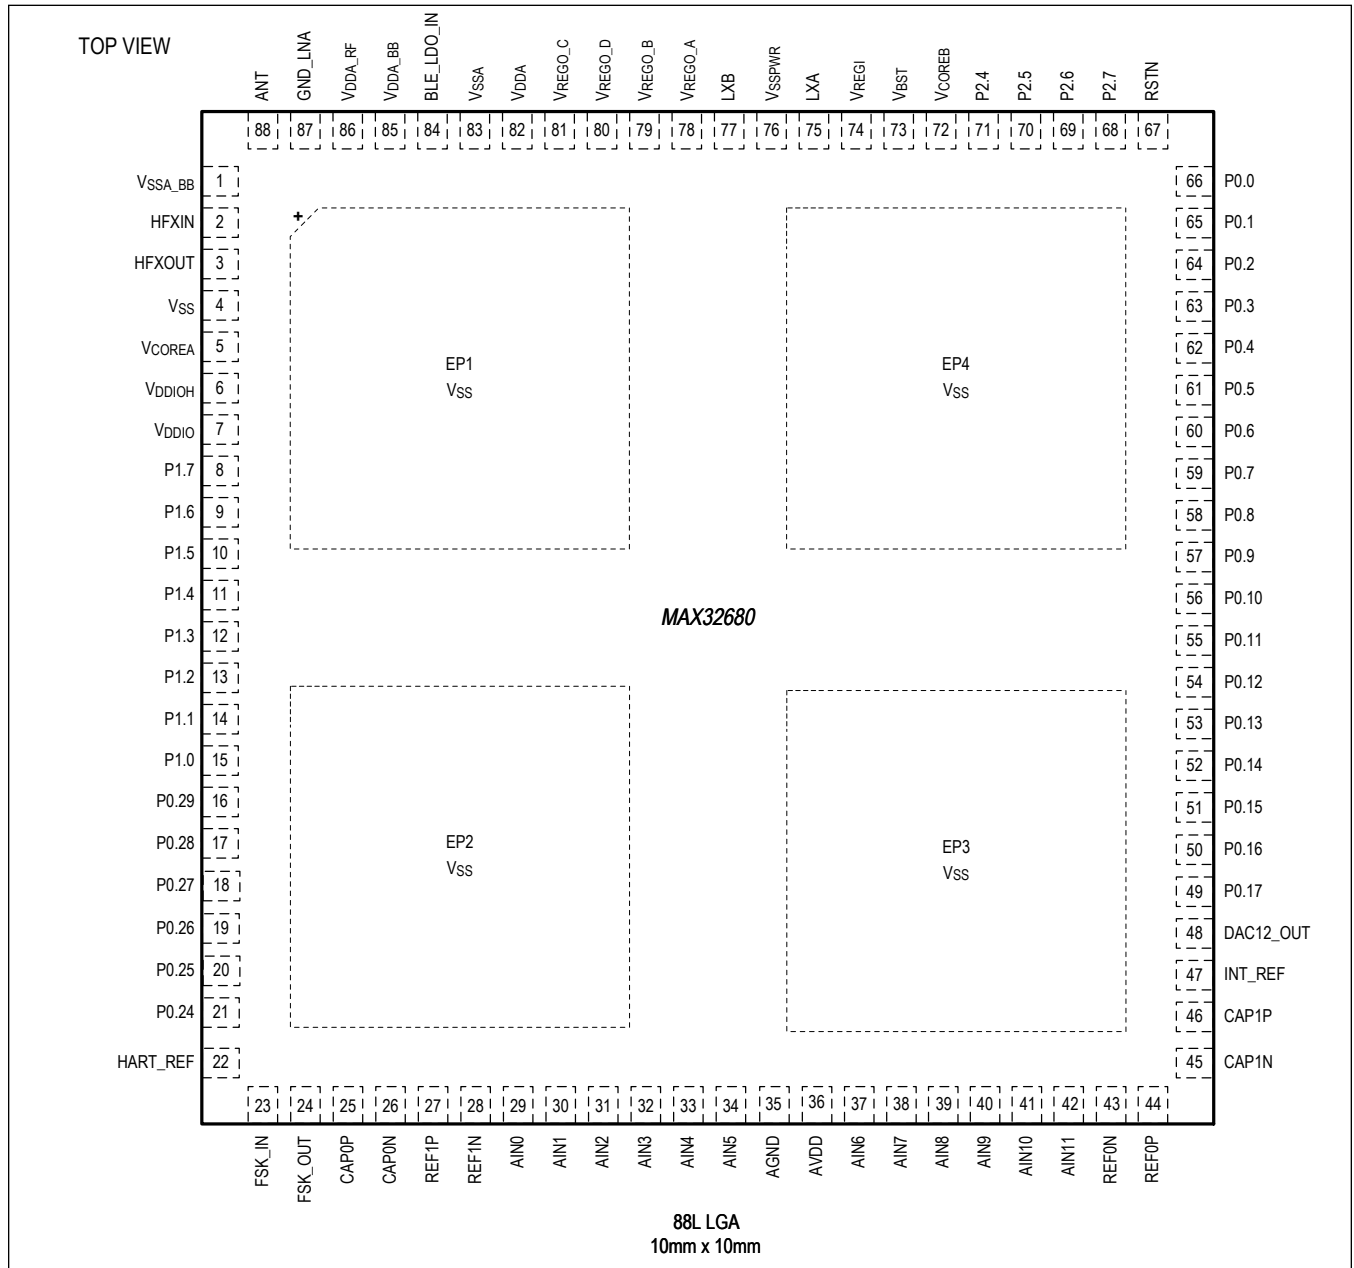 TOP VIEW
ANT
GND_LNA
VDDA_RF
VDDA_BB
BLE_LDO_IN
VSSA
VDDA
VREGO_C
VREGO_D
VREGO_B
VREGO_A
LXB
VSSPWR
LXA
VREGI
VBST
VCOREB
P2.4
P2.5
P2.6
P2.7
RSTN
88 87 86 85 84 83 82 81 80 79 78 77 76 75 74 73 72 71 70 69 68 67
VSSA_BB 1
HFXIN 2
HFXOUT 3
VSS 4
VCOREA 5
VDDIOH 6
VDDIO 7
P1.7 8
P1.6 9
P1.5 10
P1.4 11
P1.3 12
P1.2 13
P1.1 14
P1.0 15
P0.29 16
P0.28 17
P0.27 18
P0.26 19
P0.25 20
P0.24 21
HART_REF 22
+
EP1
VSS
EP4
VSS
MAX32680
EP2
VSS
EP3
VSS
66 P0.0
65 P0.1
64 P0.2
63 P0.3
62 P0.4
61 P0.5
60 P0.6
59 P0.7
58 P0.8
57 P0.9
56 P0.10
55 P0.11
54 P0.12
53 P0.13
52 P0.14
51 P0.15
50 P0.16
49 P0.17
48 DAC12_OUT
47 INT_REF
46 CAP1P
45 CAP1N
23 24 25 26 27 28 29 30 31 32 33 34 35 36 37 38 39 40 41 42 43 44
FSK_IN
FSK_OUT
CAP0P
CAP0N
REF1P
REF1N
AIN0
AIN1
AIN2
AIN3
AIN4
AIN5
AGND
AVDD
AIN6
AIN7
AIN8
AIN9
AIN10
AIN11
REF0N
REF0P
88L LGA
10mm x 10mm